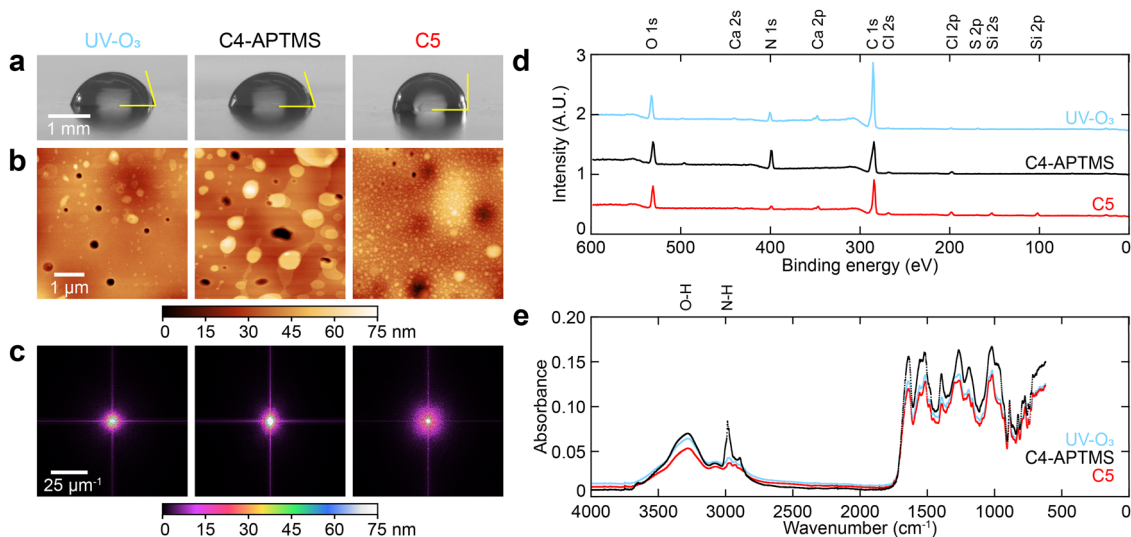 UV-O₃
C4-APTMS
C5
a
1 mm
b
1 µm
0 15 30 45 60 75 nm
c
25 µm⁻¹
0 15 30 45 60 75 nm
d
O 1s
Ca 2s
N 1s
Ca 2p
C 1s
Cl 2s
Cl 2p
S 2p
Si 2s
Si 2p
Intensity (A.U.)
3
2
1
0
UV-O₃
C4-APTMS
C5
600 500 400 300 200 100 0
Binding energy (eV)
e
O-H
N-H
Absorbance
0.20
0.15
0.10
0.05
0
UV-O₃
C4-APTMS
C5
4000 3500 3000 2500 2000 1500 1000 500 0
Wavenumber (cm⁻¹)